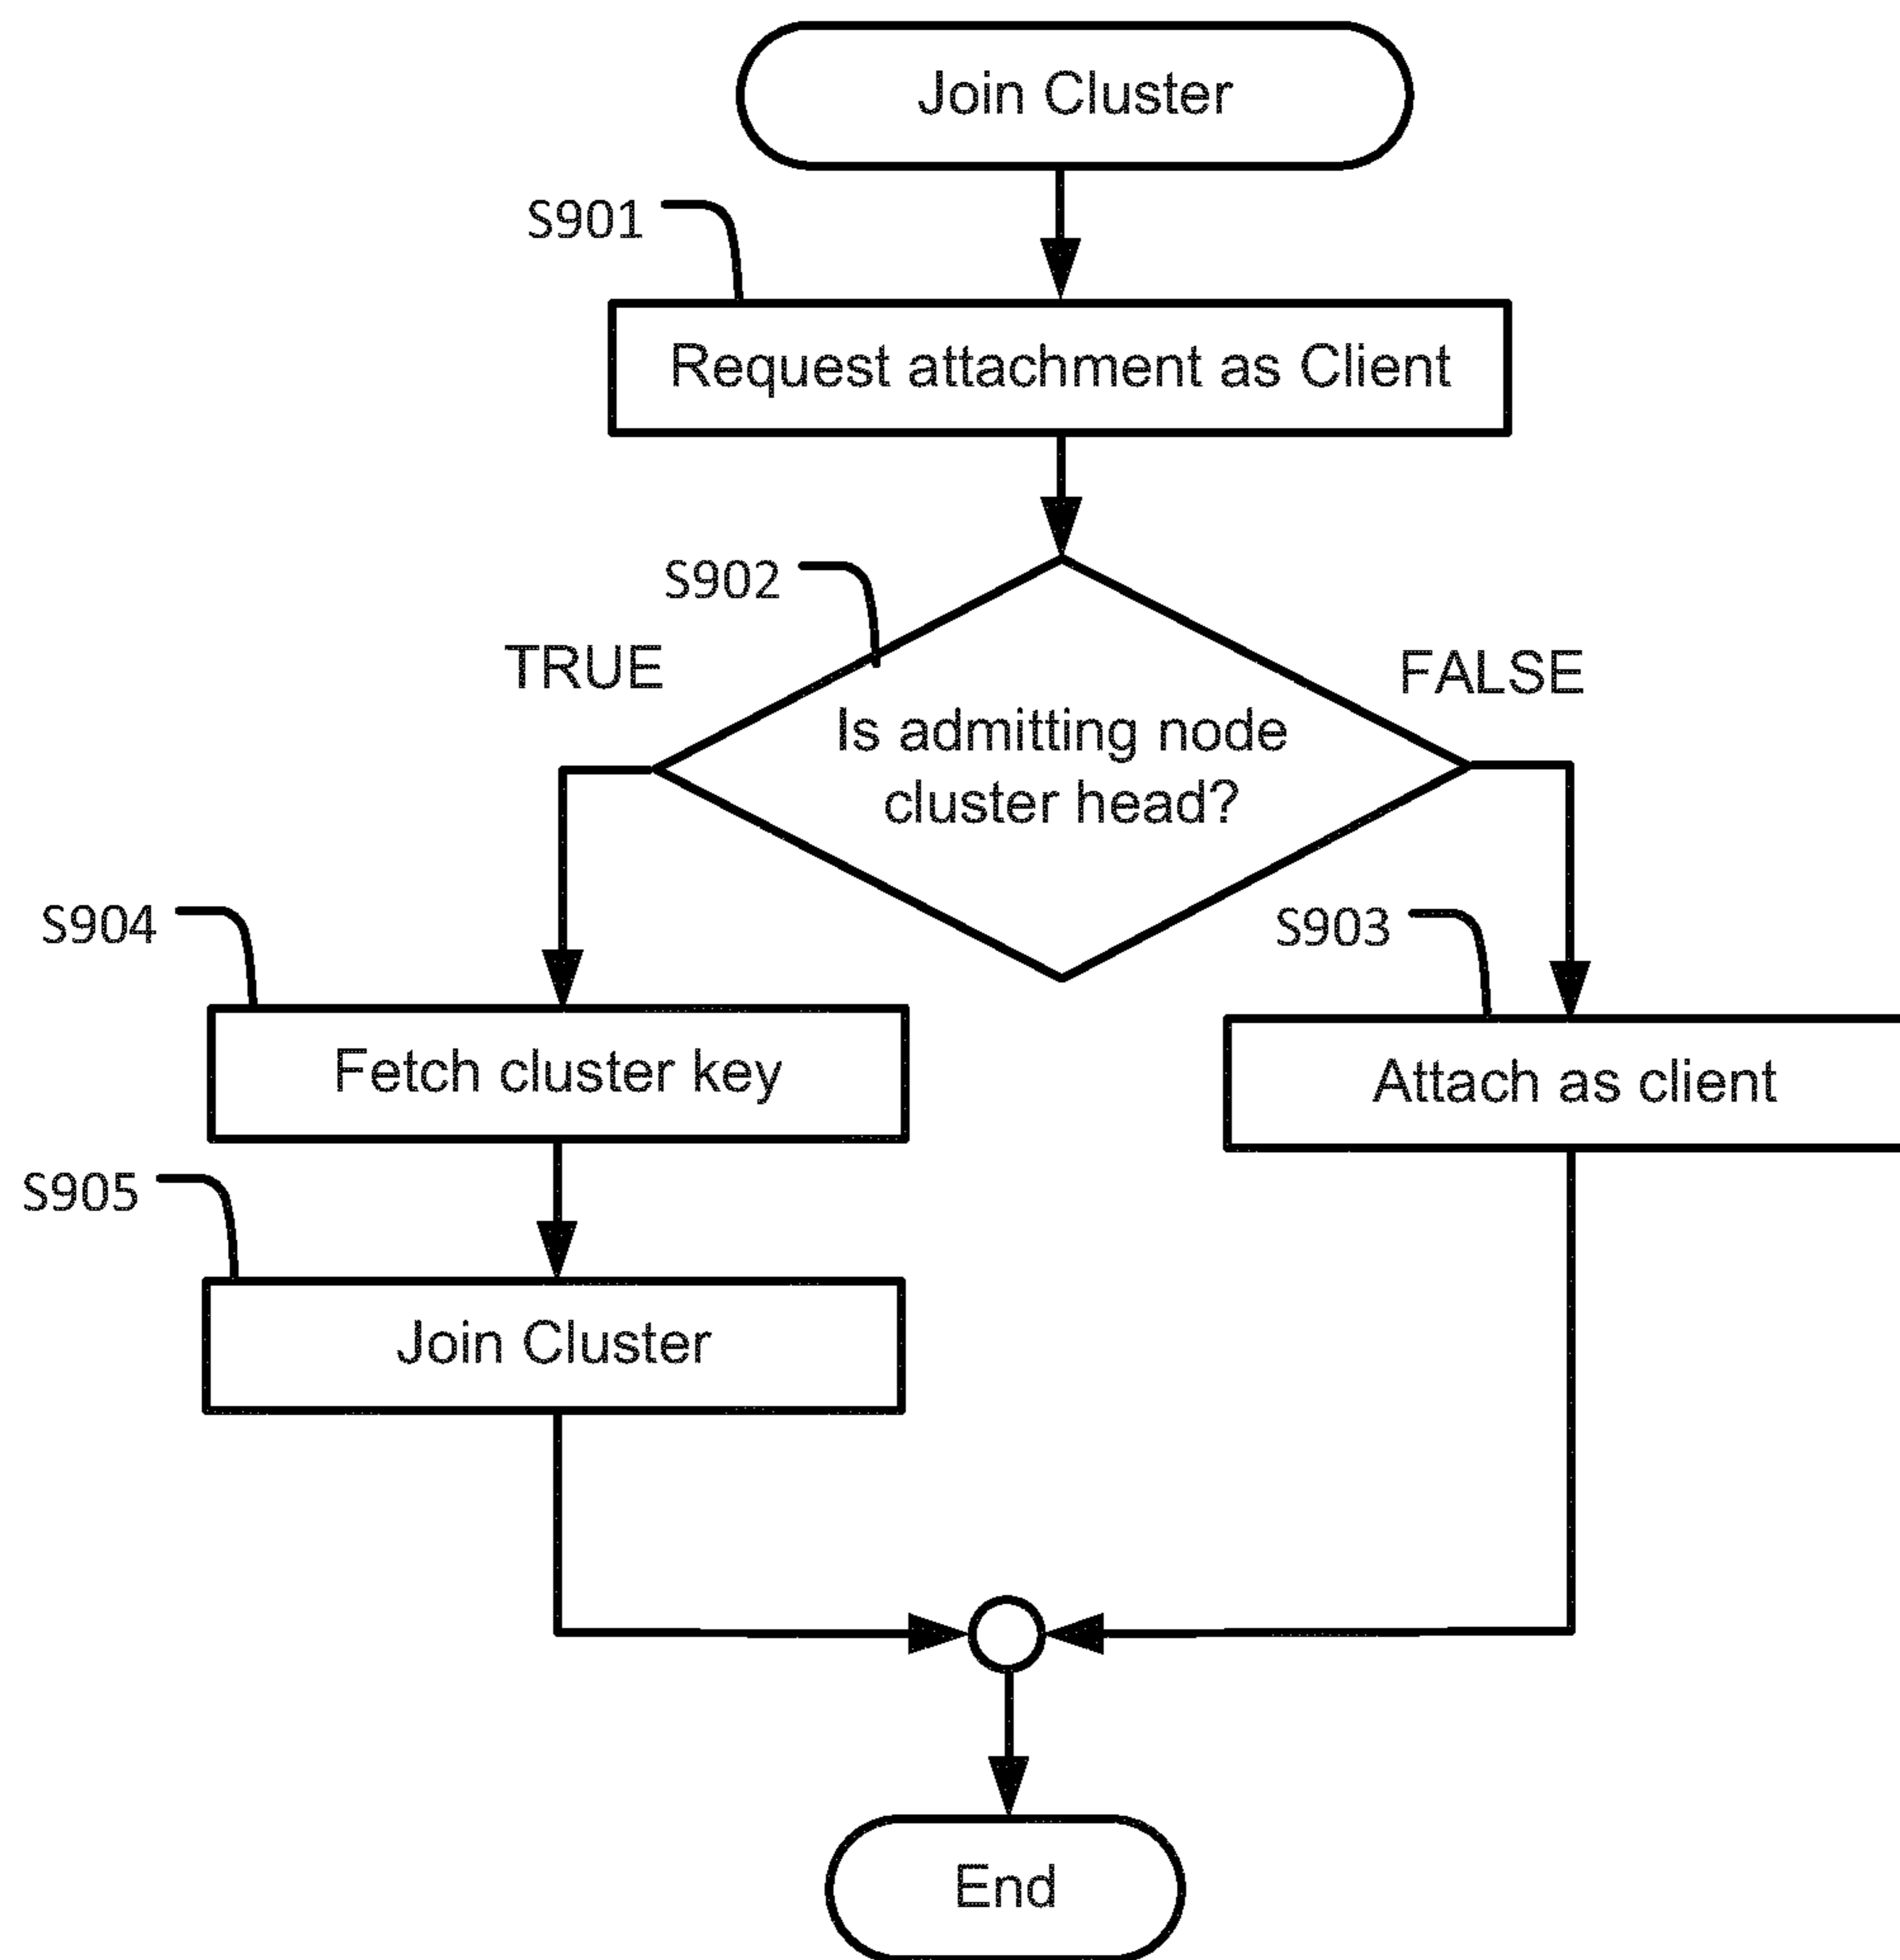 Join Cluster
S901
Request attachment as Client
S902
TRUE
FALSE
Is admitting node
cluster head?
S904
S903
Fetch cluster key
Attach as client
S905
Join Cluster
End